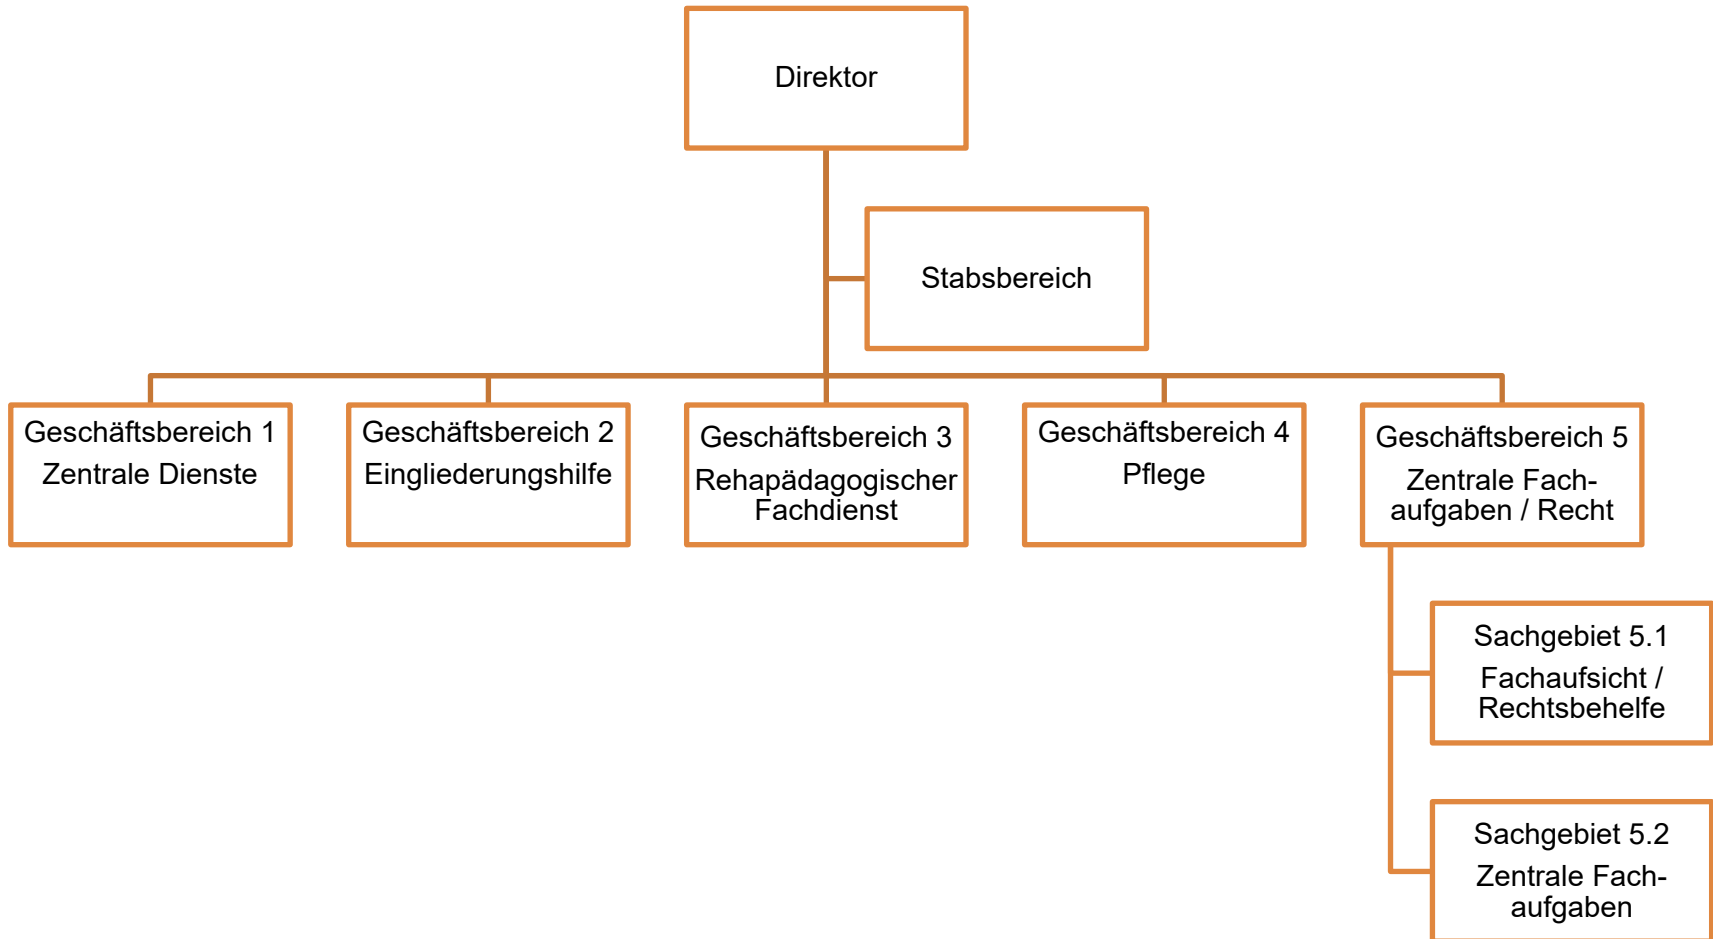 Direktor
Stabsbereich
Geschäftsbereich 1
Zentrale Dienste
Geschäftsbereich 2
Eingliederungshilfe
Geschäftsbereich 3
Rehapädagogischer
Fachdienst
Geschäftsbereich 4
Pflege
Geschäftsbereich 5
Zentrale Fach-
aufgaben / Recht
Sachgebiet 5.1
Fachaufsicht /
Rechtsbehelfe
Sachgebiet 5.2
Zentrale Fach-
aufgaben